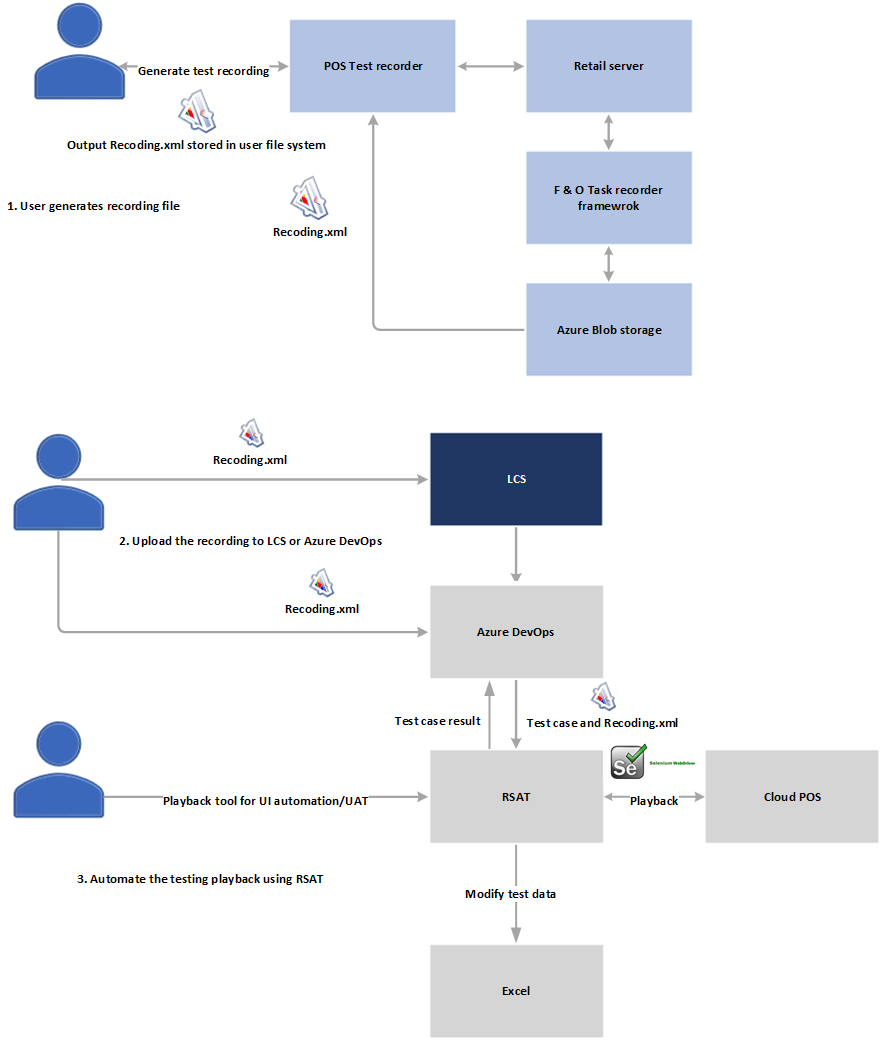 Generate test recording
POS Test recorder
Retail server
Output Recoding.xml stored in user file system
F & O Task recorder
framewrok
1. User generates recording file
Recoding.xml
Azure Blob storage
Recoding.xml
LCS
2. Upload the recording to LCS or Azure DevOps
Recoding.xml
Azure DevOps
Test case result
Test case and Recoding.xml
Se
Selenium WebDriver
Playback tool for UI automation/UAT
RSAT
Playback
Cloud POS
3. Automate the testing playback using RSAT
Modify test data
Excel